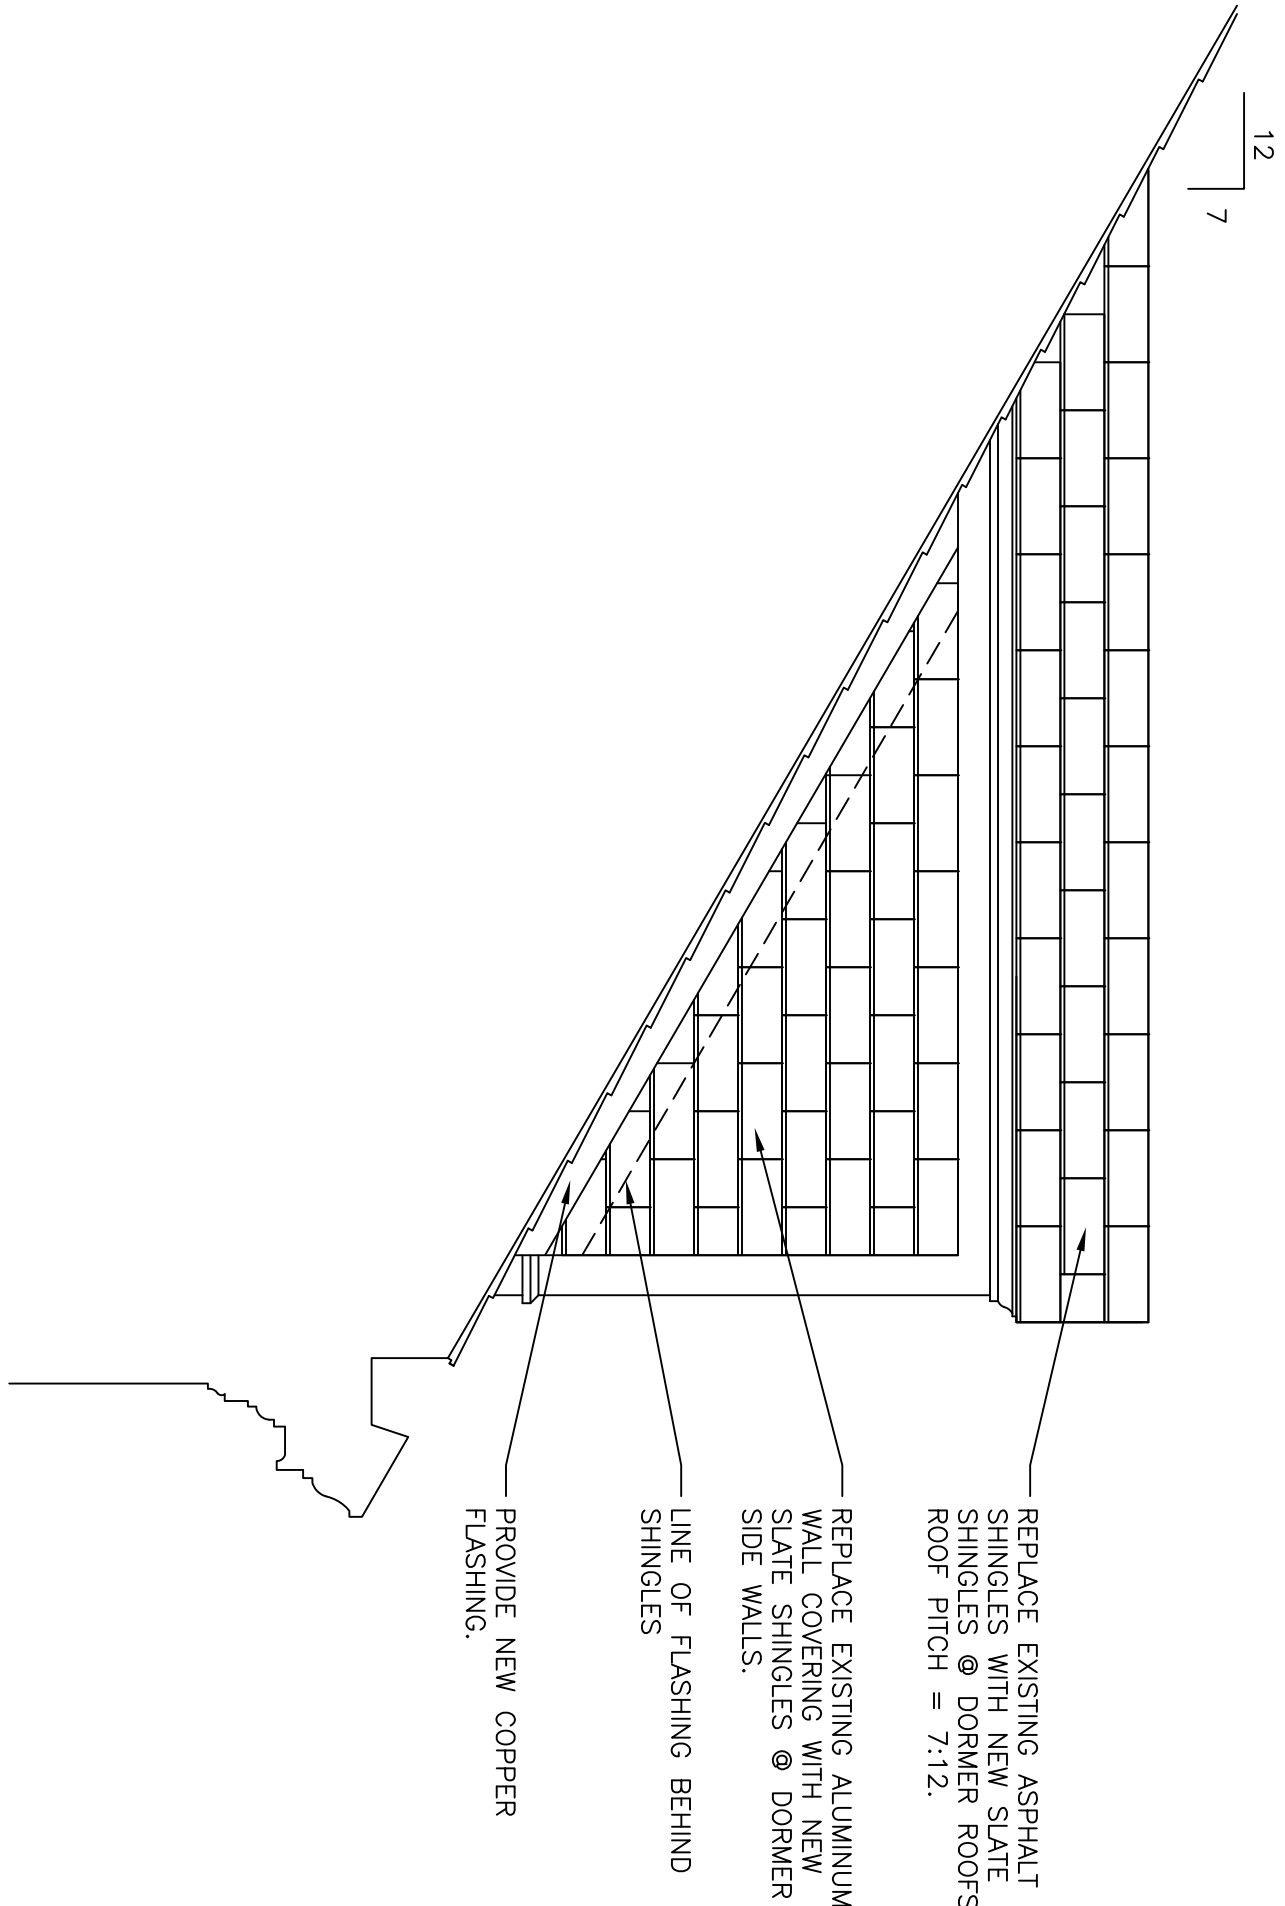 12
7
REPLACE EXISTING ASPHALT
SHINGLES WITH NEW SLATE
SHINGLES @ DORMER ROOFS
ROOF PITCH = 7:12.
REPLACE EXISTING ALUMINUM
WALL COVERING WITH NEW
SLATE SHINGLES @ DORMER
SIDE WALLS.
LINE OF FLASHING BEHIND
SHINGLES
PROVIDE NEW COPPER
FLASHING.